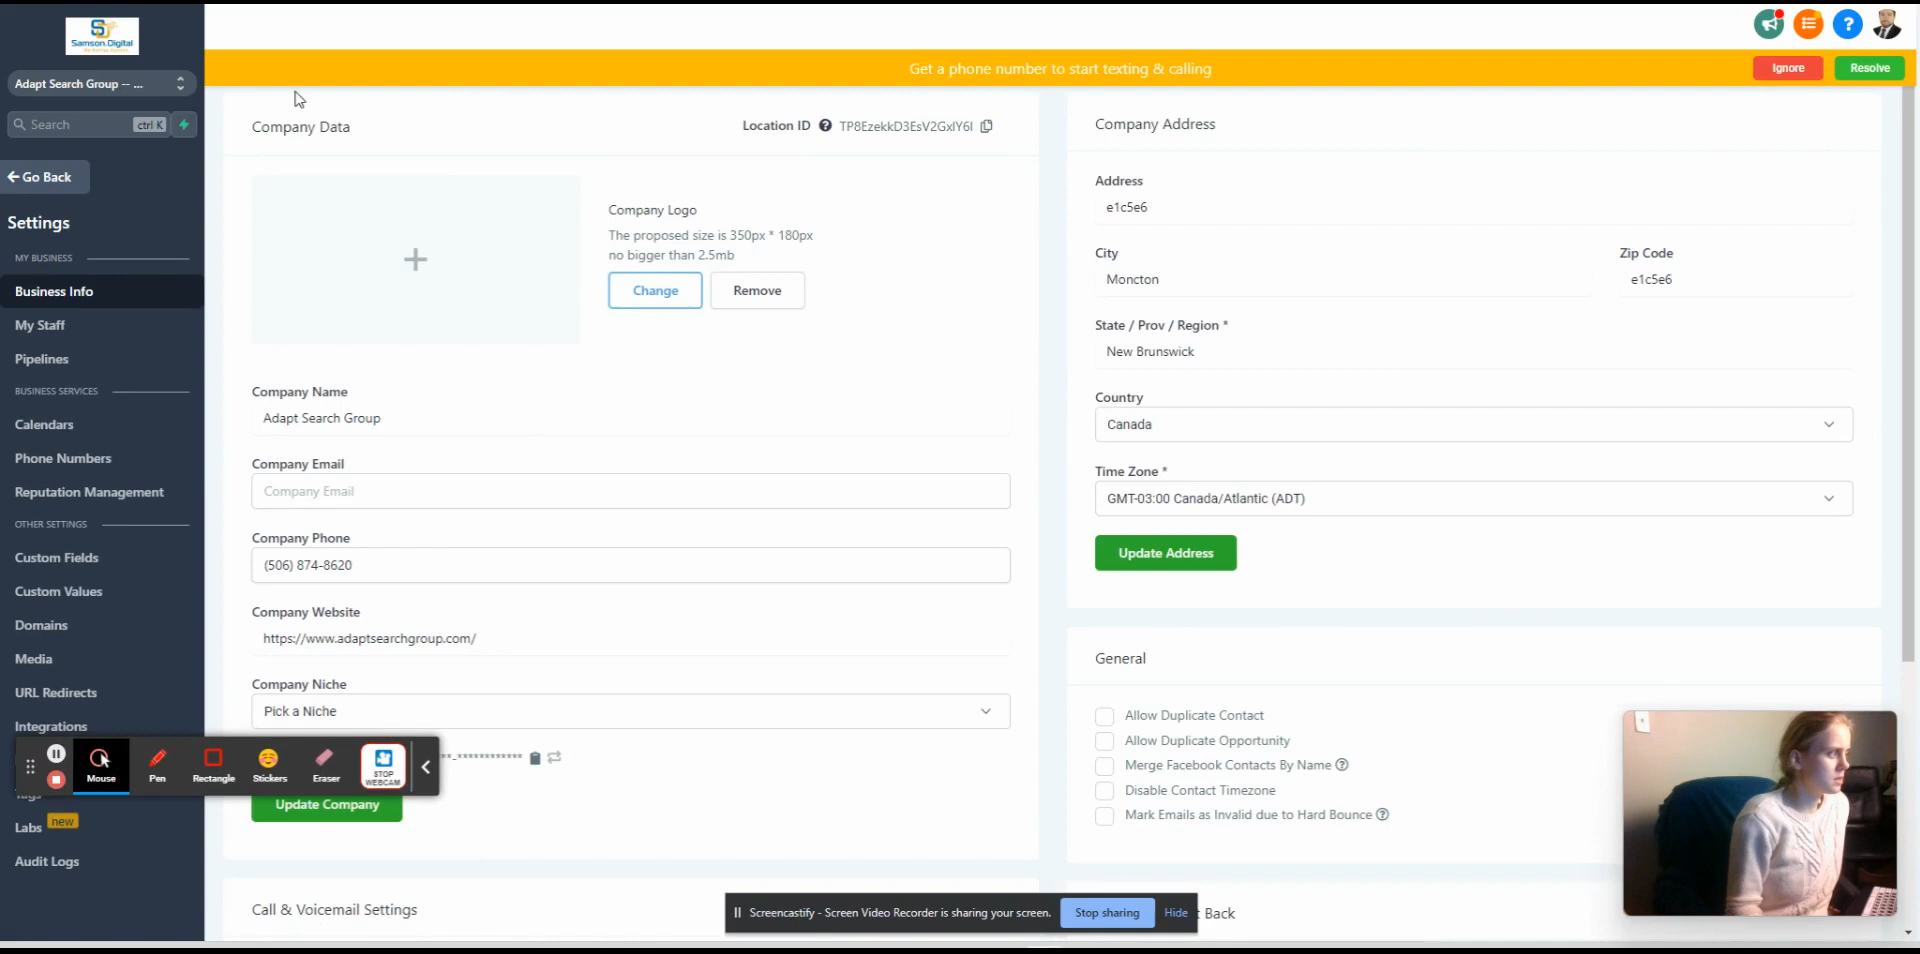 Samson.Digital
Adapt Search Group -- ...
Search
ctrl K
Go Back
Settings
MY BUSINESS
Business Info
My Staff
Pipelines
BUSINESS SERVICES
Calendars
Phone Numbers
Reputation Management
OTHER SETTINGS
Custom Fields
Custom Values
Domains
Media
URL Redirects
Integrations
Tags
Labs new
Audit Logs
Get a phone number to start texting & calling
Ignore
Resolve
Company Data
Location ID ? TP8EzekkD3EsV2GxlY6I
Company Logo
The proposed size is 350px * 180px
no bigger than 2.5mb
Change
Remove
Company Name
Adapt Search Group
Company Email
Company Email
Company Phone
(506) 874-8620
Company Website
https://www.adaptsearchgroup.com/
Company Niche
Pick a Niche
**-************
Update Company
Call & Voicemail Settings
Company Address
Address
e1c5e6
City
Zip Code
Moncton
e1c5e6
State / Prov / Region *
New Brunswick
Country
Canada
Time Zone *
GMT-03:00 Canada/Atlantic (ADT)
Update Address
General
Allow Duplicate Contact
Allow Duplicate Opportunity
Merge Facebook Contacts By Name ?
Disable Contact Timezone
Mark Emails as Invalid due to Hard Bounce ?
t Back
Mouse
Pen
Rectangle
Stickers
Eraser
STOP
WEBCAM
Screencastify - Screen Video Recorder is sharing your screen.
Stop sharing
Hide